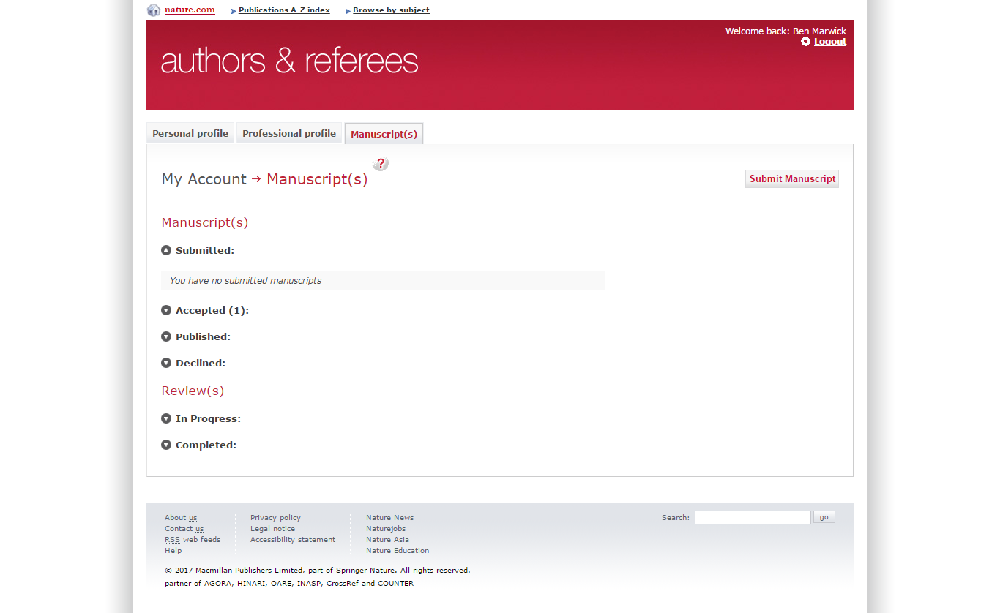 nature.com Publications A-Z index Browse by subject
Welcome back: Ben Marwick
Logout
authors & referees
Personal profile Professional profile Manuscript(s)
?
My Account → Manuscript(s)
Submit Manuscript
Manuscript(s)
Submitted:
You have no submitted manuscripts
Accepted (1):
Published:
Declined:
Review(s)
In Progress:
Completed:
About us Privacy policy Nature News Search: go
Contact us Legal notice Naturejobs
RSS web feeds Accessibility statement Nature Asia
Help Nature Education
© 2017 Macmillan Publishers Limited, part of Springer Nature. All rights reserved.
partner of AGORA, HINARI, OARE, INASP, CrossRef and COUNTER